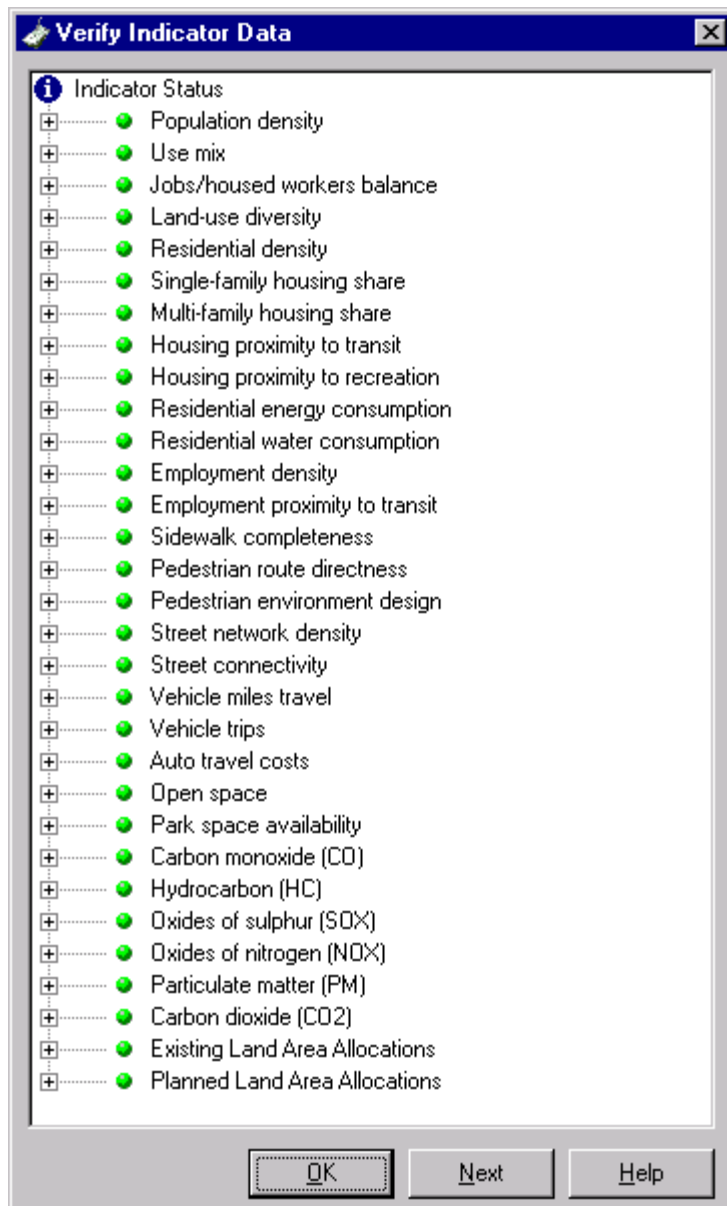 Verify Indicator Data
Indicator Status
Population density
Use mix
Jobs/housed workers balance
Land-use diversity
Residential density
Single-family housing share
Multi-family housing share
Housing proximity to transit
Housing proximity to recreation
Residential energy consumption
Residential water consumption
Employment density
Employment proximity to transit
Sidewalk completeness
Pedestrian route directness
Pedestrian environment design
Street network density
Street connectivity
Vehicle miles travel
Vehicle trips
Auto travel costs
Open space
Park space availability
Carbon monoxide (CO)
Hydrocarbon (HC)
Oxides of sulphur (SOX)
Oxides of nitrogen (NOX)
Particulate matter (PM)
Carbon dioxide (CO2)
Existing Land Area Allocations
Planned Land Area Allocations
OK Next Help